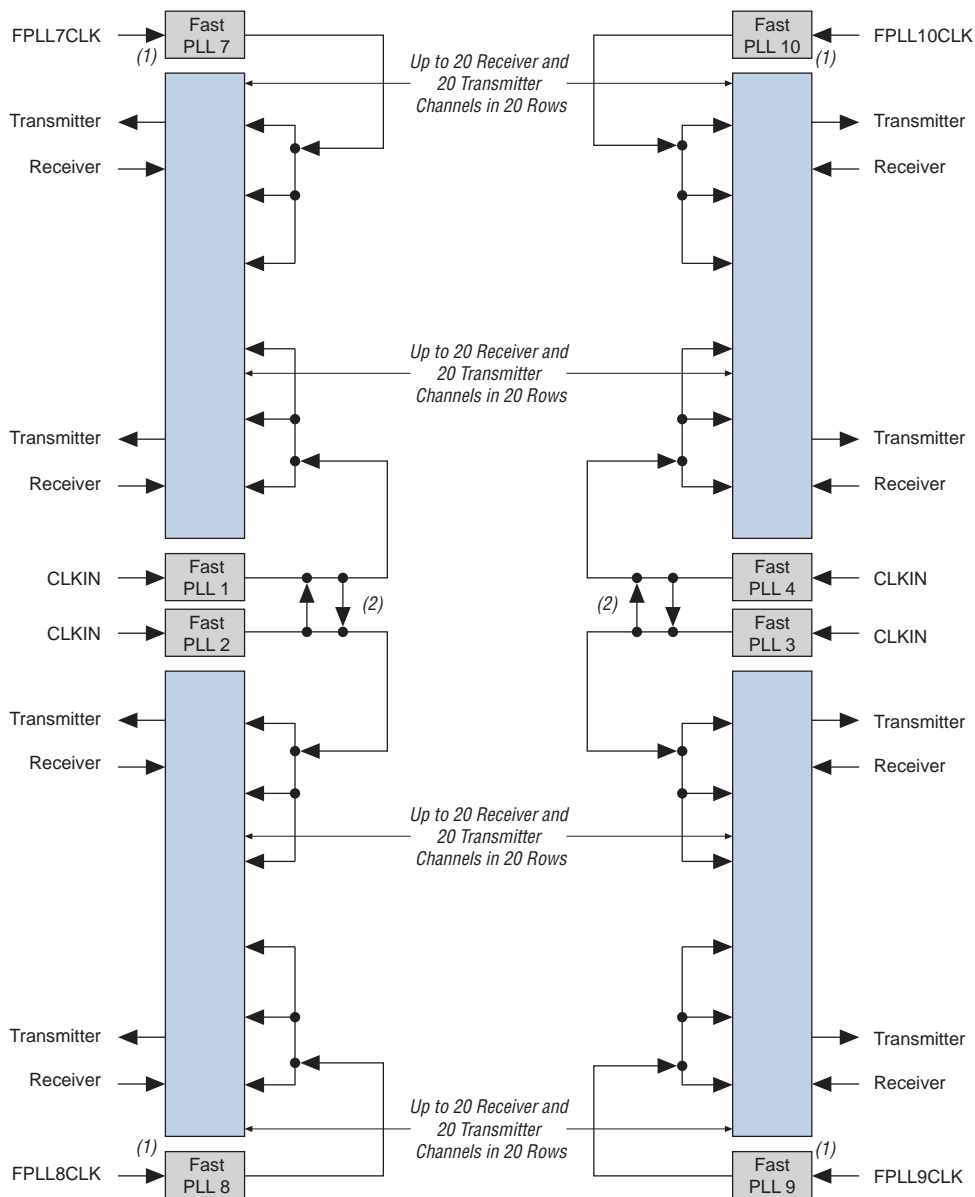 FPLL7CLK
Fast
PLL 7
(1)
Fast
PLL 10
(1)
FPLL10CLK
Up to 20 Receiver and
20 Transmitter
Channels in 20 Rows
Transmitter
Receiver
Transmitter
Receiver
Up to 20 Receiver and
20 Transmitter
Channels in 20 Rows
Transmitter
Receiver
Transmitter
Receiver
CLKIN
Fast
PLL 1
(2)
(2)
Fast
PLL 4
CLKIN
CLKIN
Fast
PLL 2
Fast
PLL 3
CLKIN
Transmitter
Receiver
Transmitter
Receiver
Up to 20 Receiver and
20 Transmitter
Channels in 20 Rows
Transmitter
Receiver
Transmitter
Receiver
Up to 20 Receiver and
20 Transmitter
Channels in 20 Rows
(1)
FPLL8CLK
Fast
PLL 8
Fast
PLL 9
(1)
FPLL9CLK